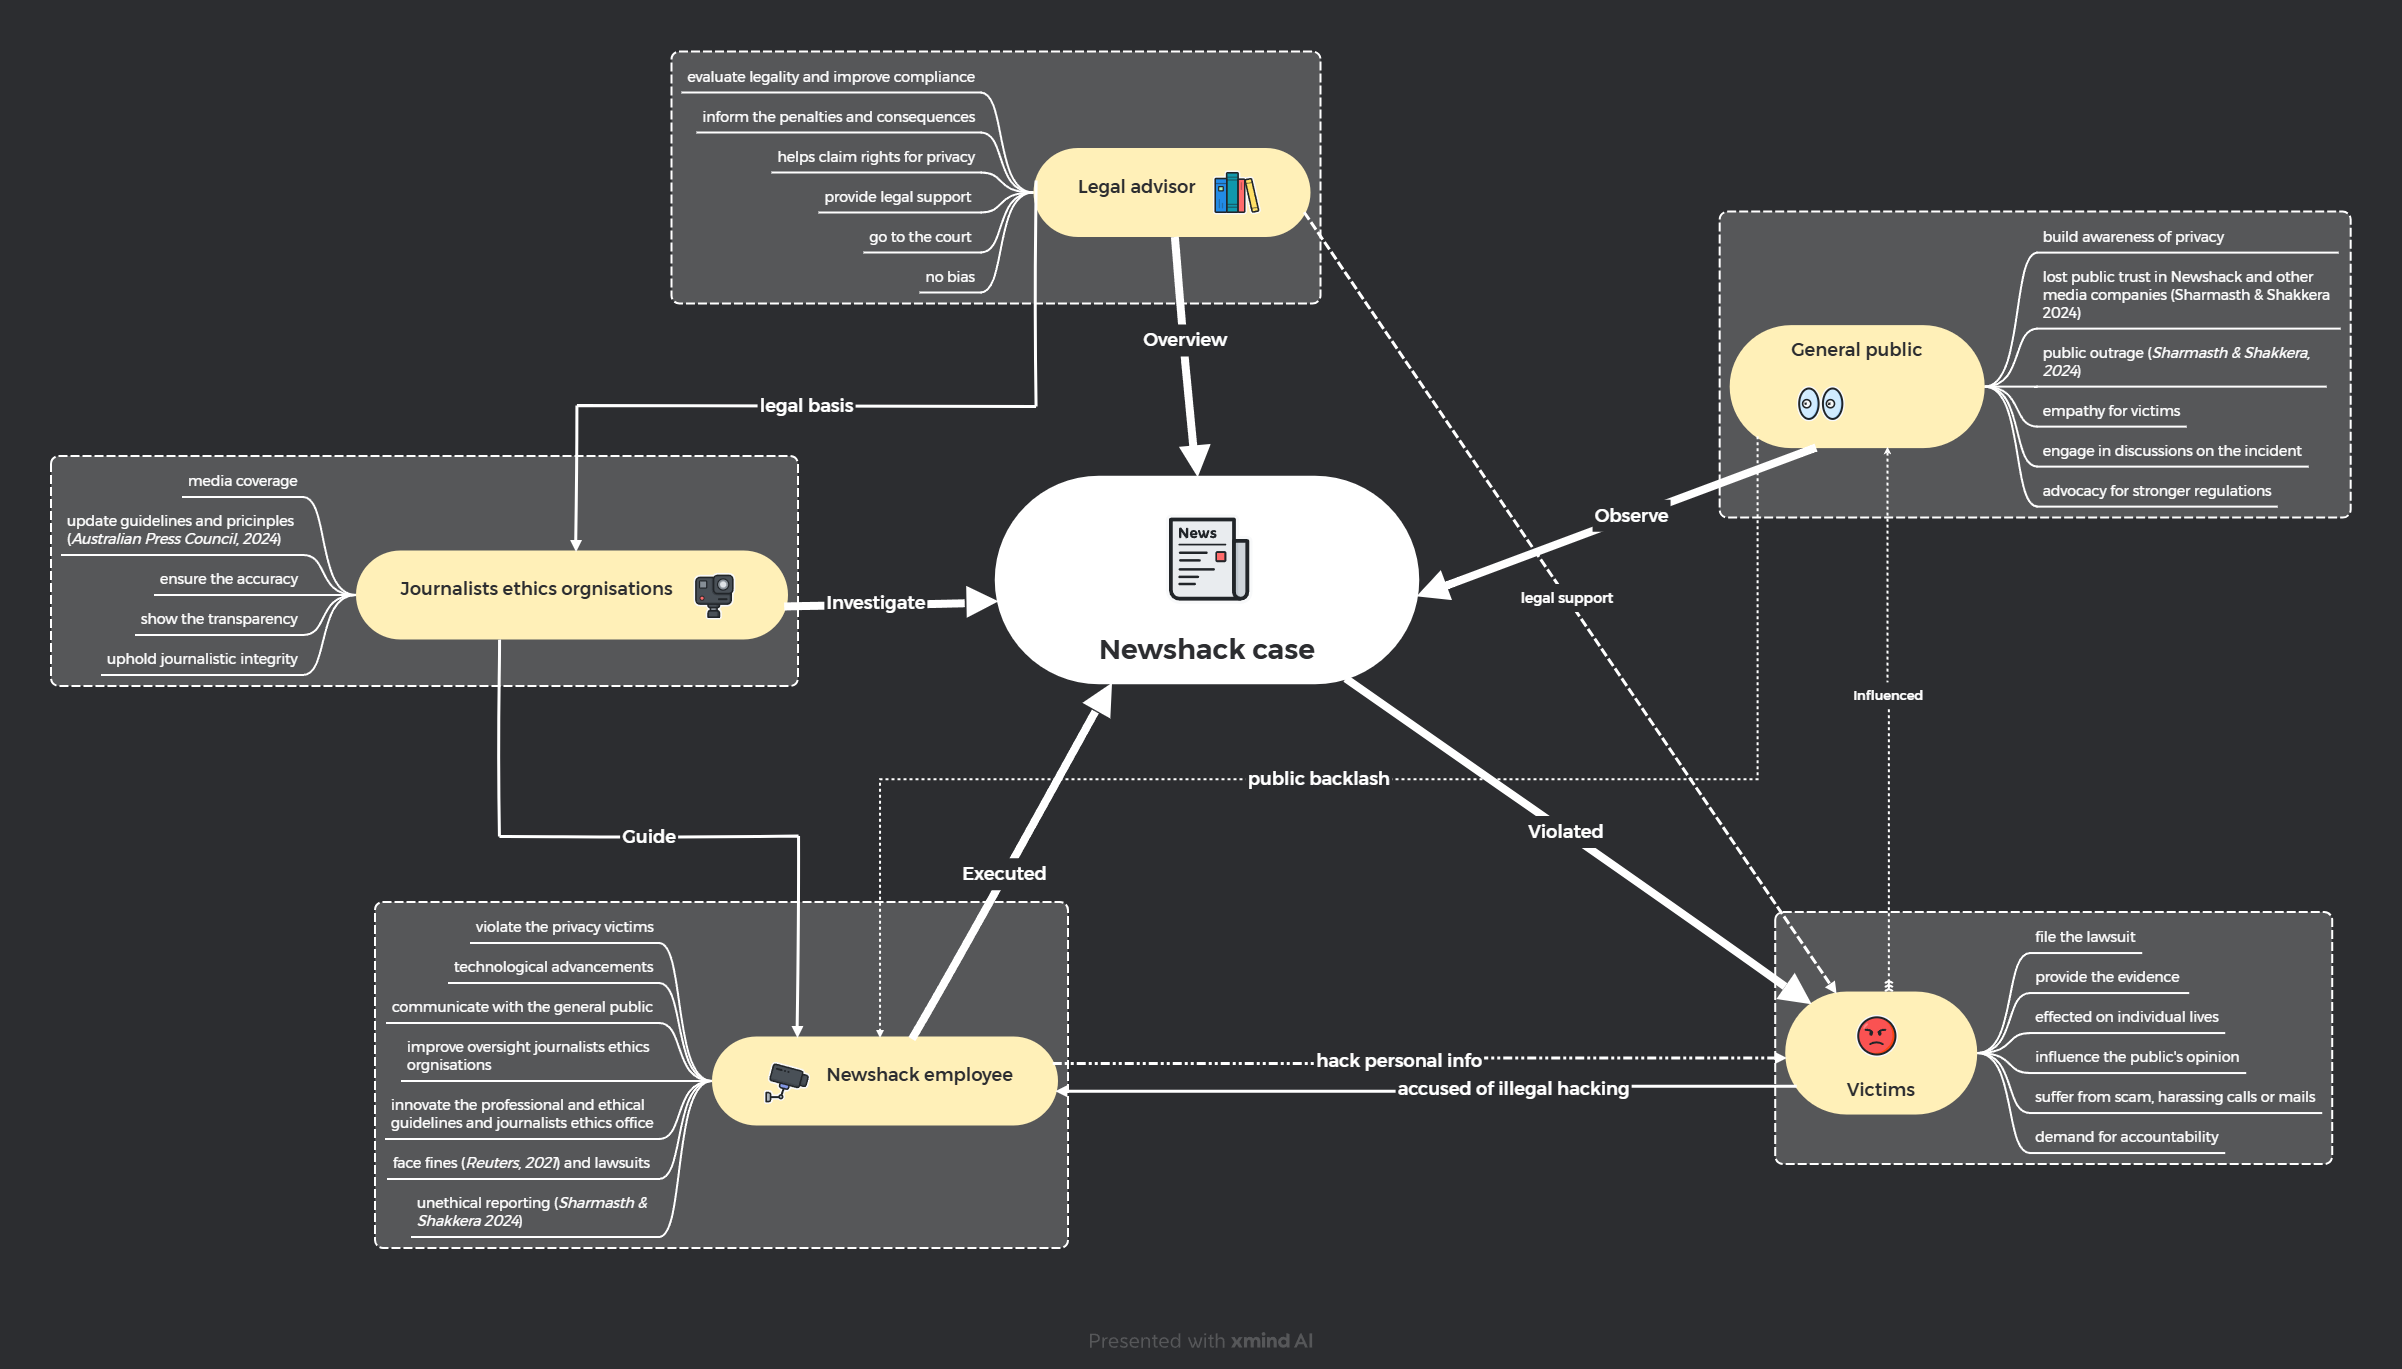 evaluate legality and improve compliance
inform the penalties and consequences
helps claim rights for privacy
provide legal support
go to the court
no bias
Legal advisor
Overview
legal basis
build awareness of privacy
lost public trust in Newshack and other
media companies (Sharmasth & Shakkera
2024)
public outrage (Sharmasth & Shakkera,
2024)
empathy for victims
engage in discussions on the incident
advocacy for stronger regulations
General public
Observe
legal support
media coverage
update guidelines and pricinples
(Australian Press Council, 2024)
ensure the accuracy
show the transparency
uphold journalistic integrity
Journalists ethics orgnisations
Investigate
News
Newshack case
Influenced
public backlash
Violated
Guide
Executed
violate the privacy victims
technological advancements
communicate with the general public
improve oversight journalists ethics
orgnisations
innovate the professional and ethical
guidelines and journalists ethics office
face fines (Reuters, 2021) and lawsuits
unethical reporting (Sharmasth &
Shakkera 2024)
Newshack employee
hack personal info
accused of illegal hacking
Victims
file the lawsuit
provide the evidence
effected on individual lives
influence the public's opinion
suffer from scam, harassing calls or mails
demand for accountability
Presented with xmind AI